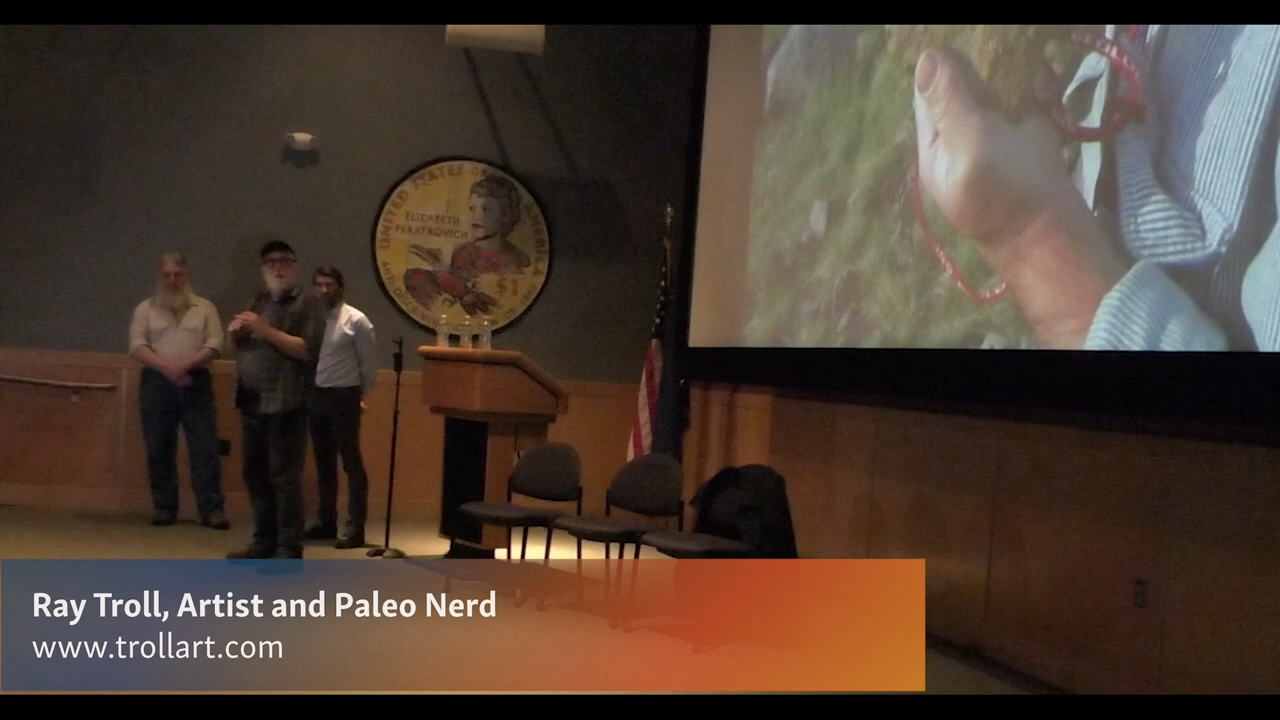 UNITED STATES OF AMERICA
ELIZABETH
PERATROVICH
$1
Ray Troll, Artist and Paleo Nerd
www.trollart.com